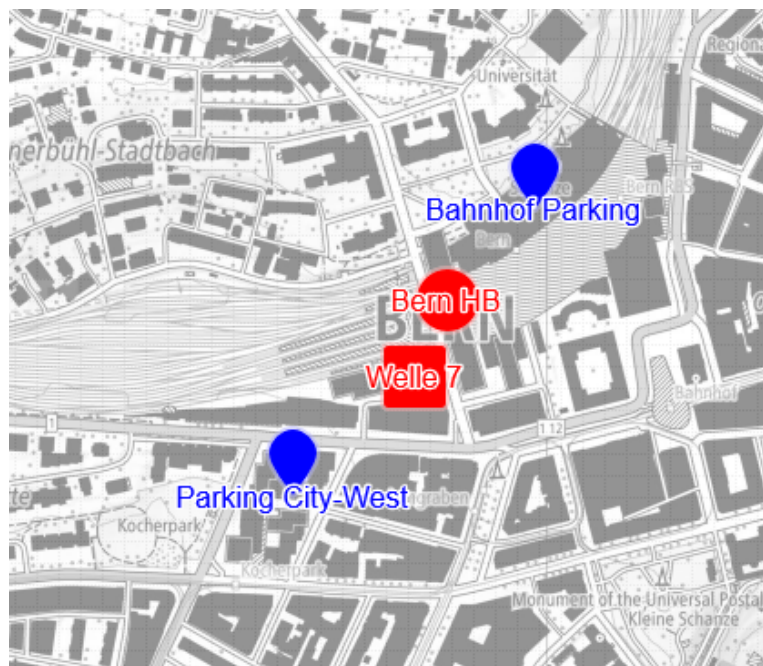 Regiona
Universität
nerbühl-Stadtbach
Bern RBS
Bahnhof Parking
Bern
Bern HB
BERN
Welle 7
Bahnhof
1
1 12
Parking City-West
Kocherpark
Kocherpark
Monument of the Universal Postal
Kleine Schanze